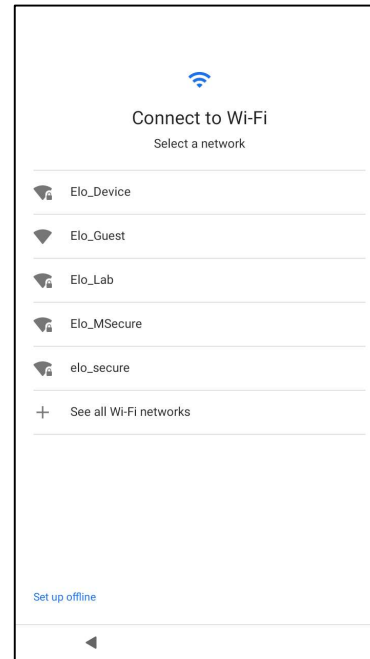 Connect to Wi-Fi
Select a network
Elo_Device
Elo_Guest
Elo_Lab
Elo_MSecure
elo_secure
See all Wi-Fi networks
Set up offline